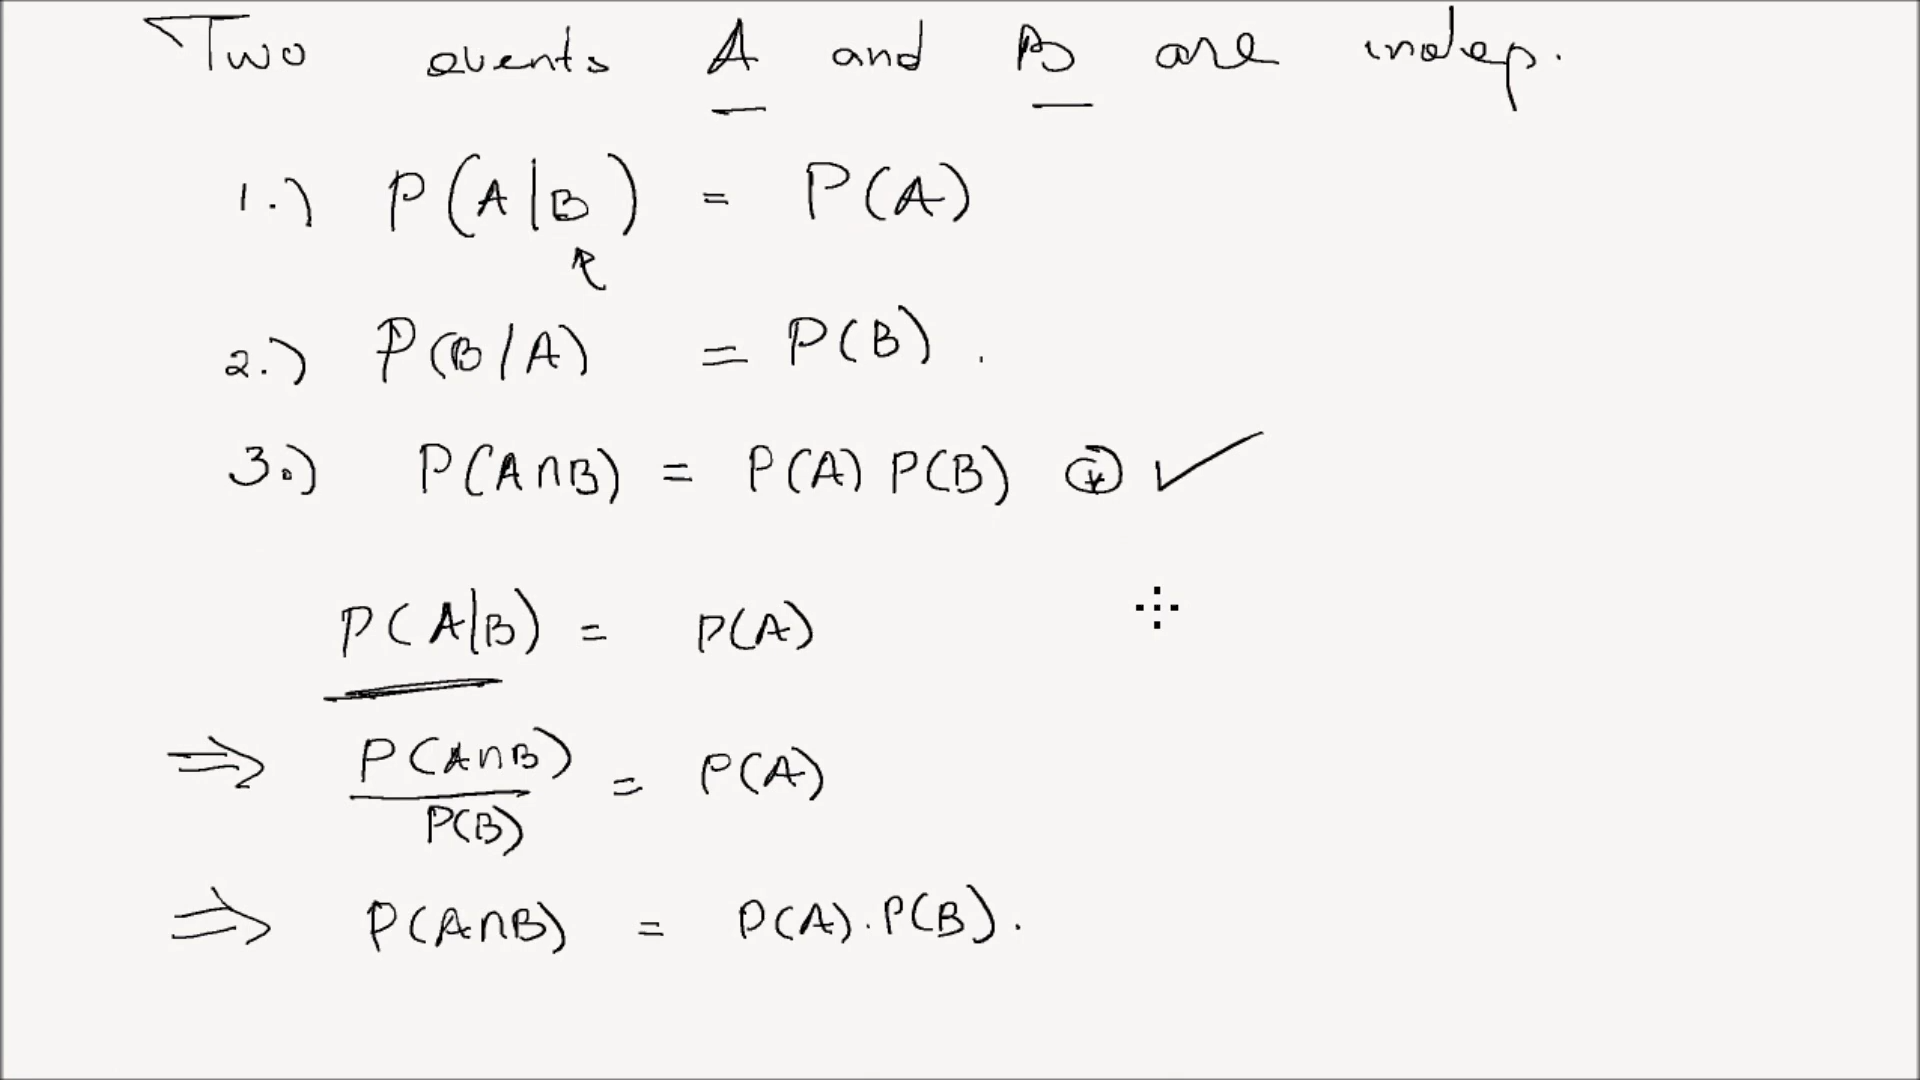 Two events A and B are indep.
1.) P(A|B) = P(A)
2.) P(B/A) = P(B).
3.) P(A∩B) = P(A) P(B) ⊛ ✓
P(A|B) = P(A)
⇒ P(A∩B)/P(B) = P(A)
⇒ P(A∩B) = P(A).P(B).